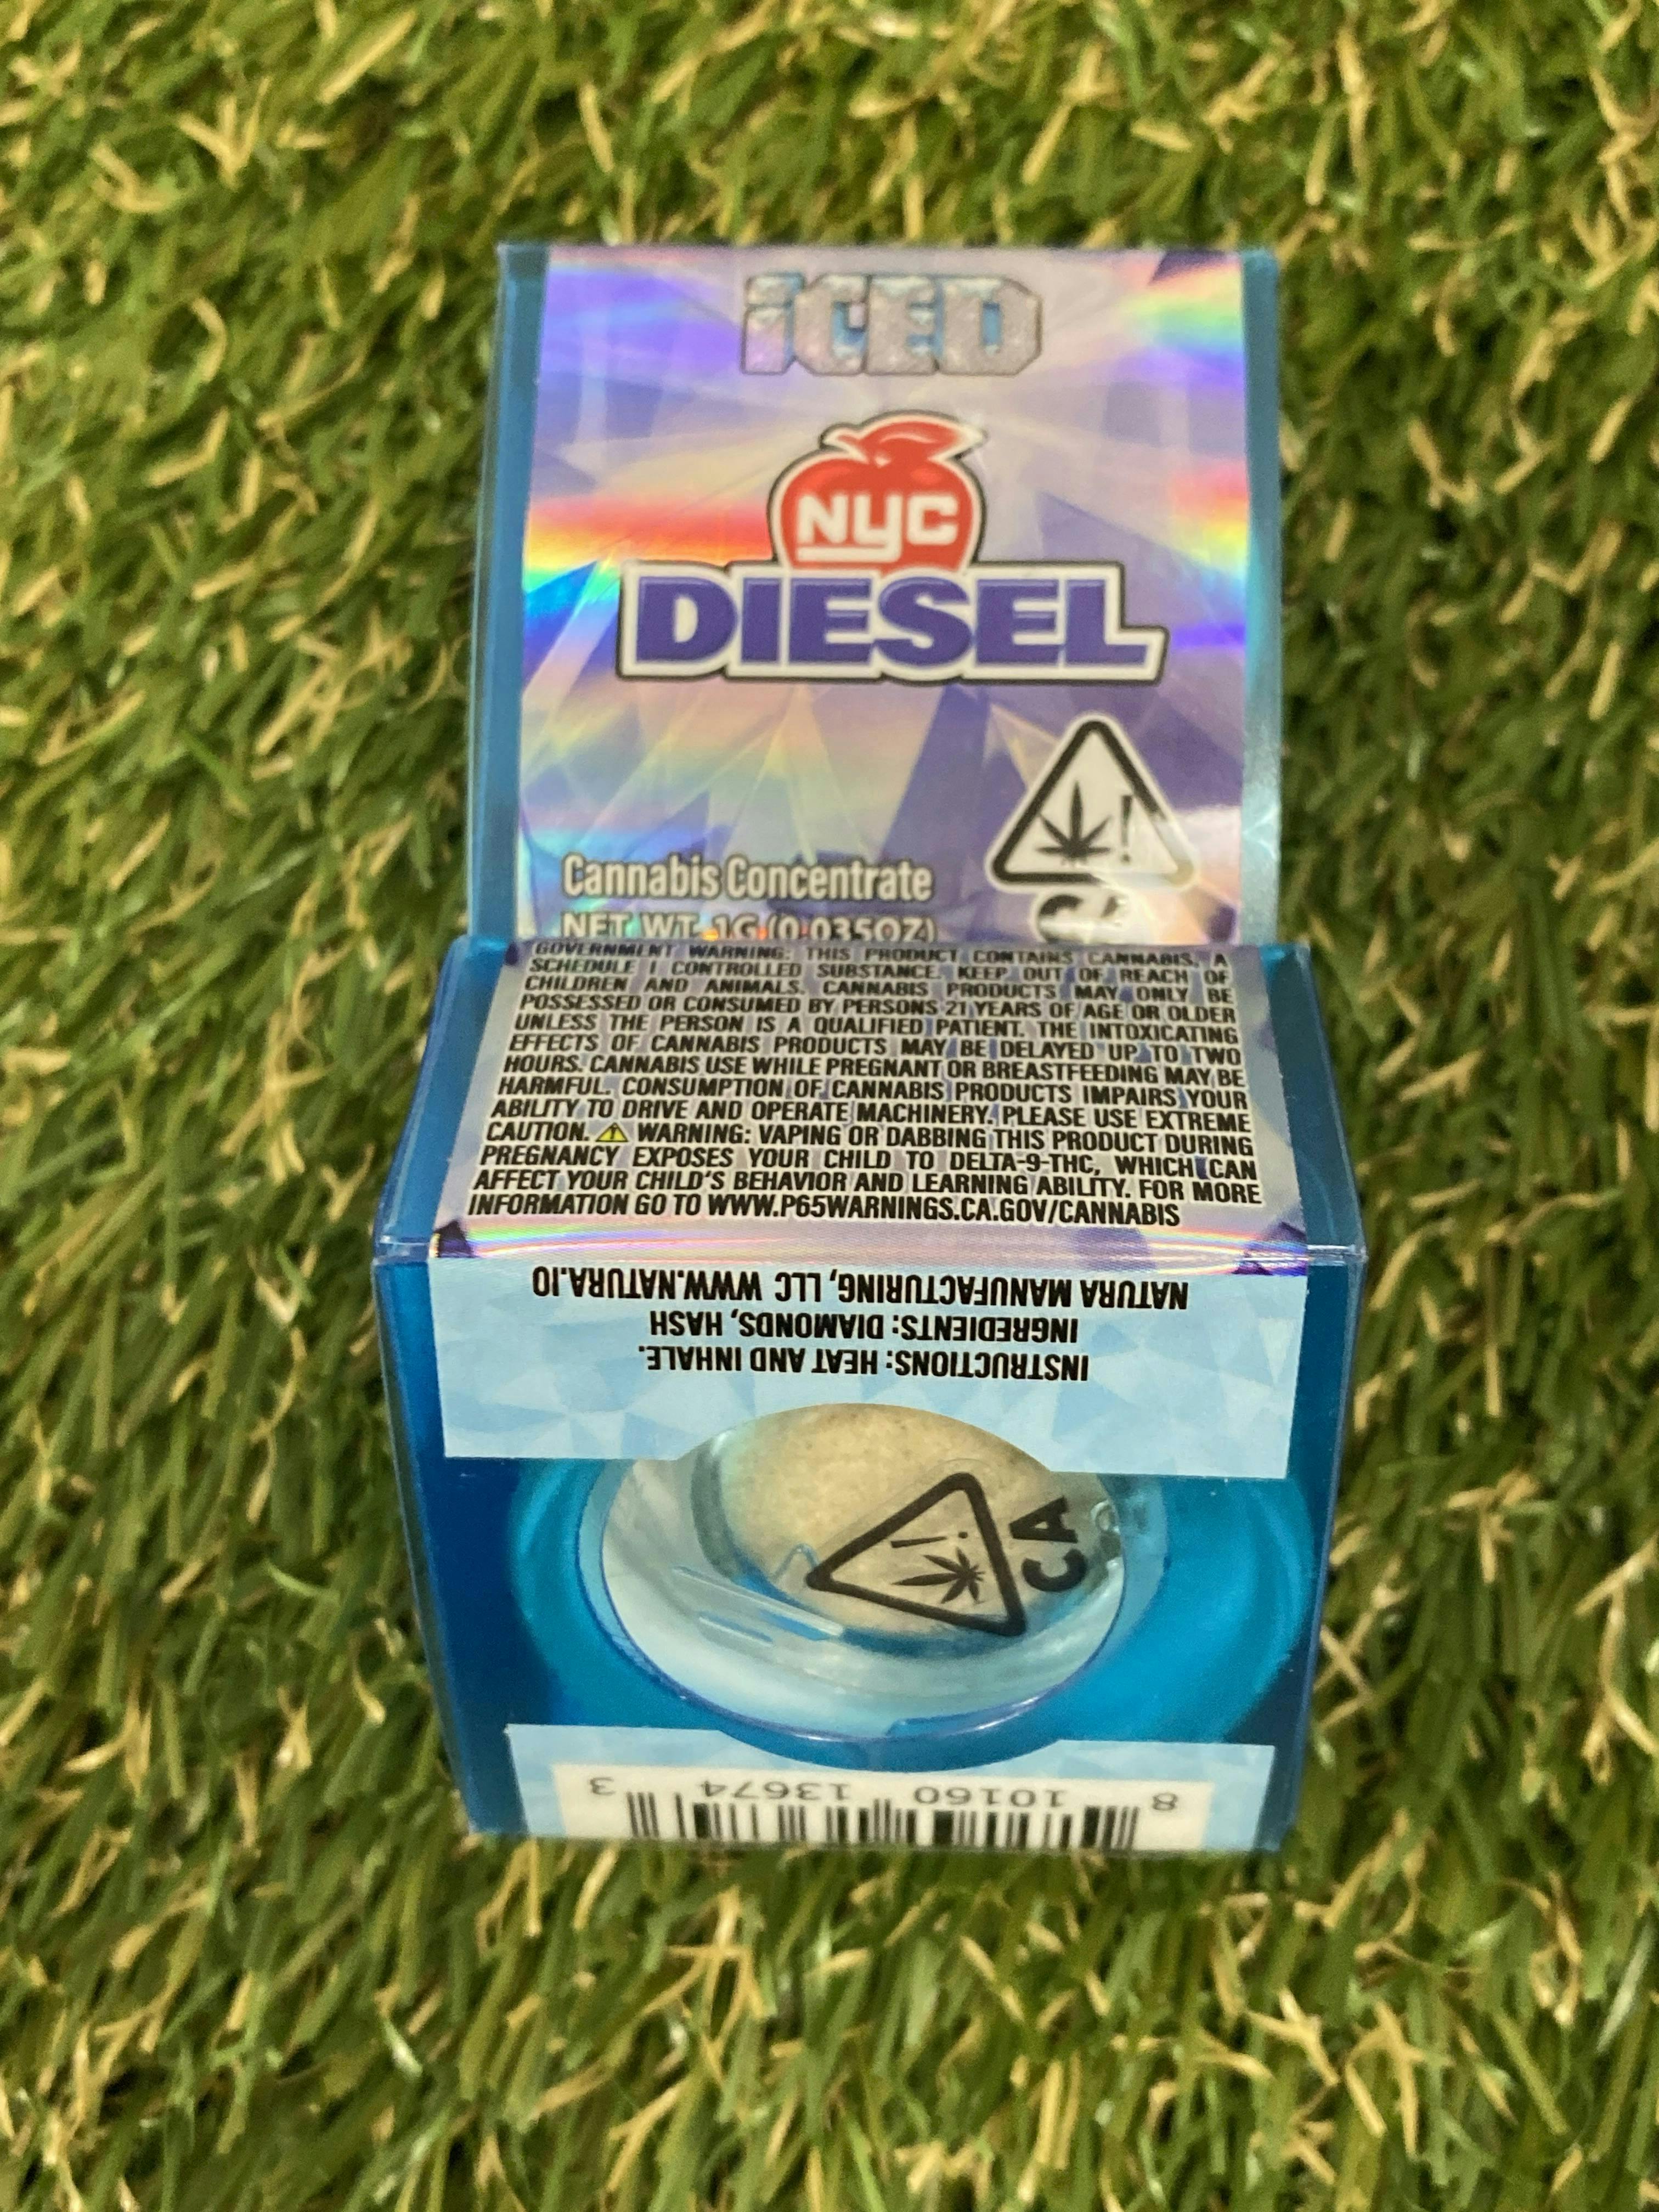 iCED
NYC
DIESEL
Cannabis Concentrate
NET WT. 1G (0.035OZ)
CA
GOVERNMENT WARNING: THIS PRODUCT CONTAINS CANNABIS, A
SCHEDULE I CONTROLLED SUBSTANCE. KEEP OUT OF REACH OF
CHILDREN AND ANIMALS. CANNABIS PRODUCTS MAY ONLY BE
POSSESSED OR CONSUMED BY PERSONS 21 YEARS OF AGE OR OLDER
UNLESS THE PERSON IS A QUALIFIED PATIENT. THE INTOXICATING
EFFECTS OF CANNABIS PRODUCTS MAY BE DELAYED UP TO TWO
HOURS. CANNABIS USE WHILE PREGNANT OR BREASTFEEDING MAY BE
HARMFUL. CONSUMPTION OF CANNABIS PRODUCTS IMPAIRS YOUR
ABILITY TO DRIVE AND OPERATE MACHINERY. PLEASE USE EXTREME
CAUTION. ⚠ WARNING: VAPING OR DABBING THIS PRODUCT DURING
PREGNANCY EXPOSES YOUR CHILD TO DELTA-9-THC, WHICH CAN
AFFECT YOUR CHILD'S BEHAVIOR AND LEARNING ABILITY. FOR MORE
INFORMATION GO TO WWW.P65WARNINGS.CA.GOV/CANNABIS
INSTRUCTIONS: HEAT AND INHALE.
INGREDIENTS: DIAMONDS, HASH
NATURA MANUFACTURING, LLC WWW.NATURA.IO
! CA
8 10160 13674 3